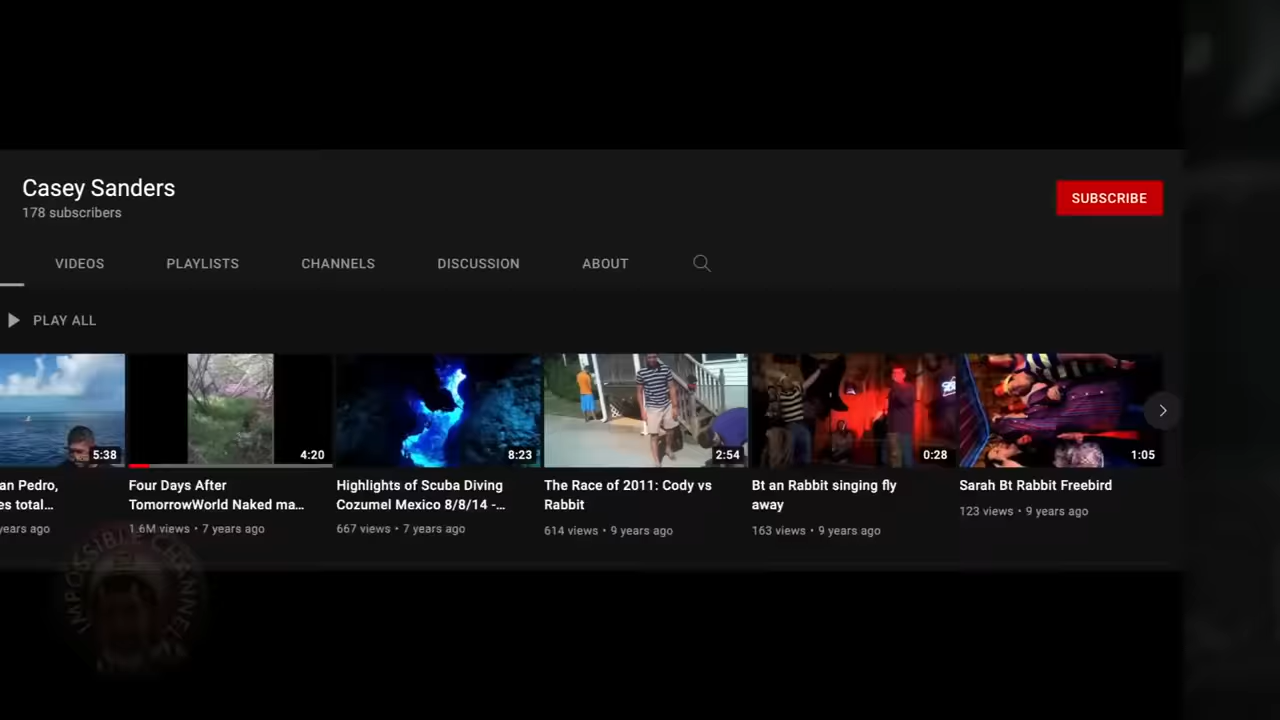 Casey Sanders
178 subscribers
SUBSCRIBE
VIDEOS PLAYLISTS CHANNELS DISCUSSION ABOUT
PLAY ALL
5:38
4:20
8:23
2:54
0:28
1:05
an Pedro,
es total...
years ago
Four Days After
TomorrowWorld Naked ma...
1.6M views • 7 years ago
Highlights of Scuba Diving
Cozumel Mexico 8/8/14 -...
667 views • 7 years ago
The Race of 2011: Cody vs
Rabbit
614 views • 9 years ago
Bt an Rabbit singing fly
away
163 views • 9 years ago
Sarah Bt Rabbit Freebird
123 views • 9 years ago
IMPOSSIBLE CHANNEL